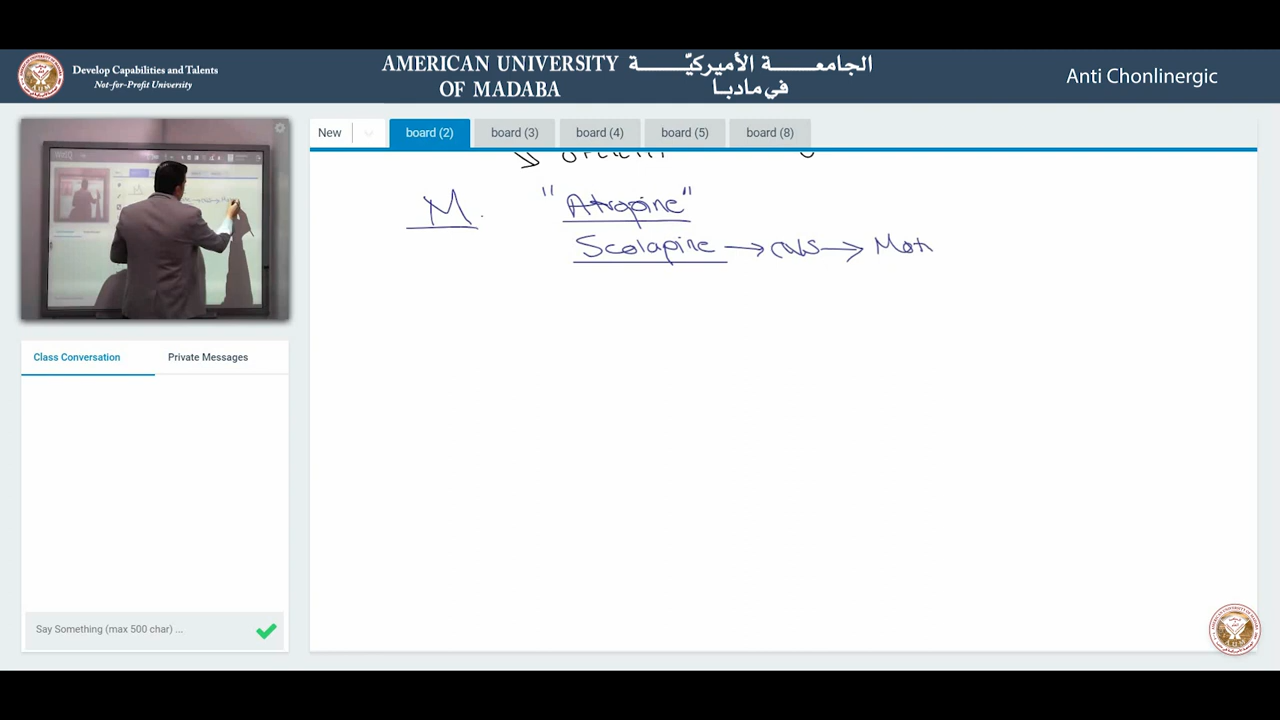 Develop Capabilities and Talents
Not-for-Profit University
AMERICAN UNIVERSITY الجامعــة الأميركيّــة
OF MADABA في مادبـا
Anti Chonlinergic
New board (2) board (3) board (4) board (5) board (8)
M. "Atropine"
Scolapine → CNS → Mot
Class Conversation Private Messages
Say Something (max 500 char) ...